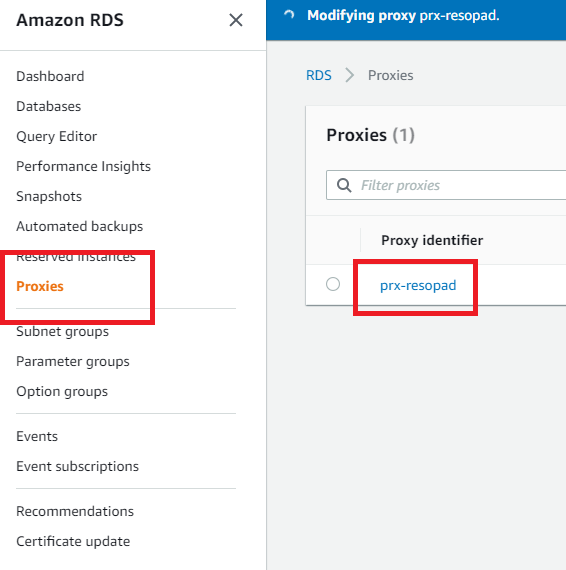 Amazon RDS
Dashboard
Databases
Query Editor
Performance Insights
Snapshots
Automated backups
Reserved instances
Proxies
Subnet groups
Parameter groups
Option groups
Events
Event subscriptions
Recommendations
Certificate update
Modifying proxy prx-resopad.
RDS > Proxies
Proxies (1)
Filter proxies
Proxy identifier
prx-resopad